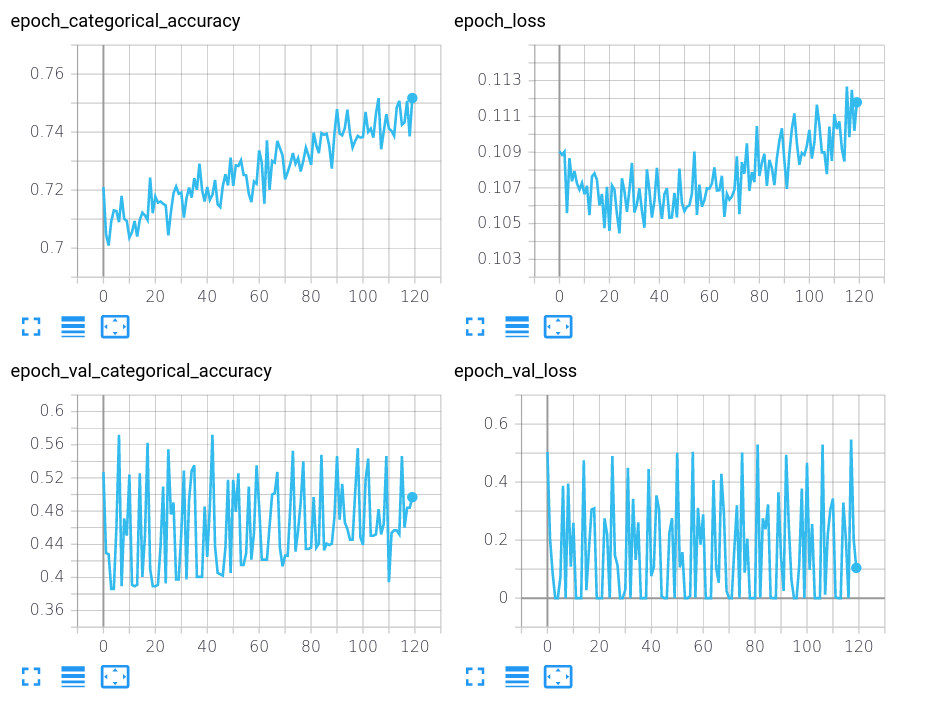 epoch_categorical_accuracy
0.76
0.74
0.72
0.7
0 20 40 60 80 100 120
epoch_loss
0.113
0.111
0.109
0.107
0.105
0.103
0 20 40 60 80 100 120
epoch_val_categorical_accuracy
0.6
0.56
0.52
0.48
0.44
0.4
0.36
0 20 40 60 80 100 120
epoch_val_loss
0.6
0.4
0.2
0
0 20 40 60 80 100 120